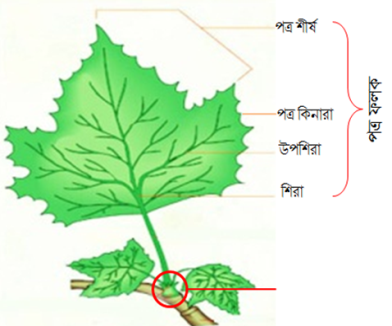 পত্র শীর্ষ
পত্র কিনারা
উপশিরা
শিরা
পত্র ফলক